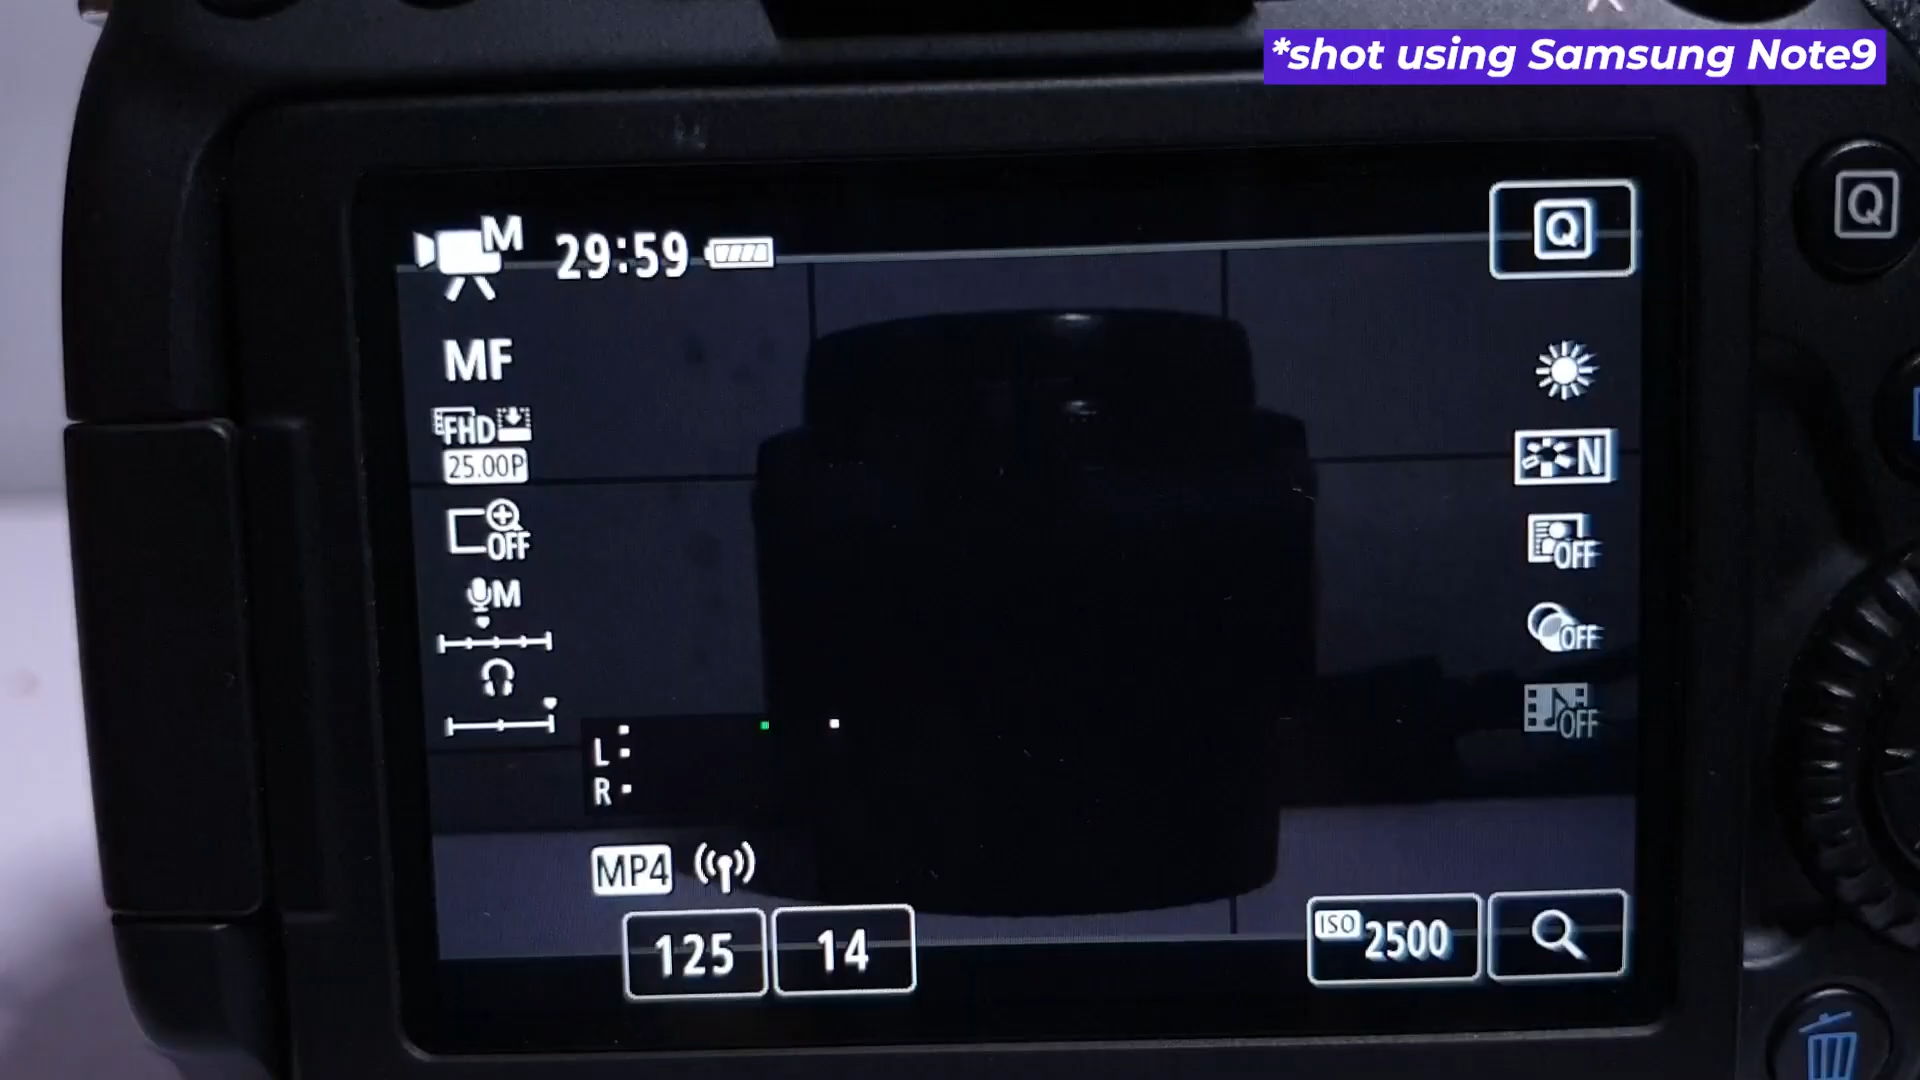 *shot using Samsung Note9
Q
M
29:59
Q
MF
FHD
25.00P
N
OFF
OFF
M
OFF
OFF
L
R
MP4
125
14
ISO 2500